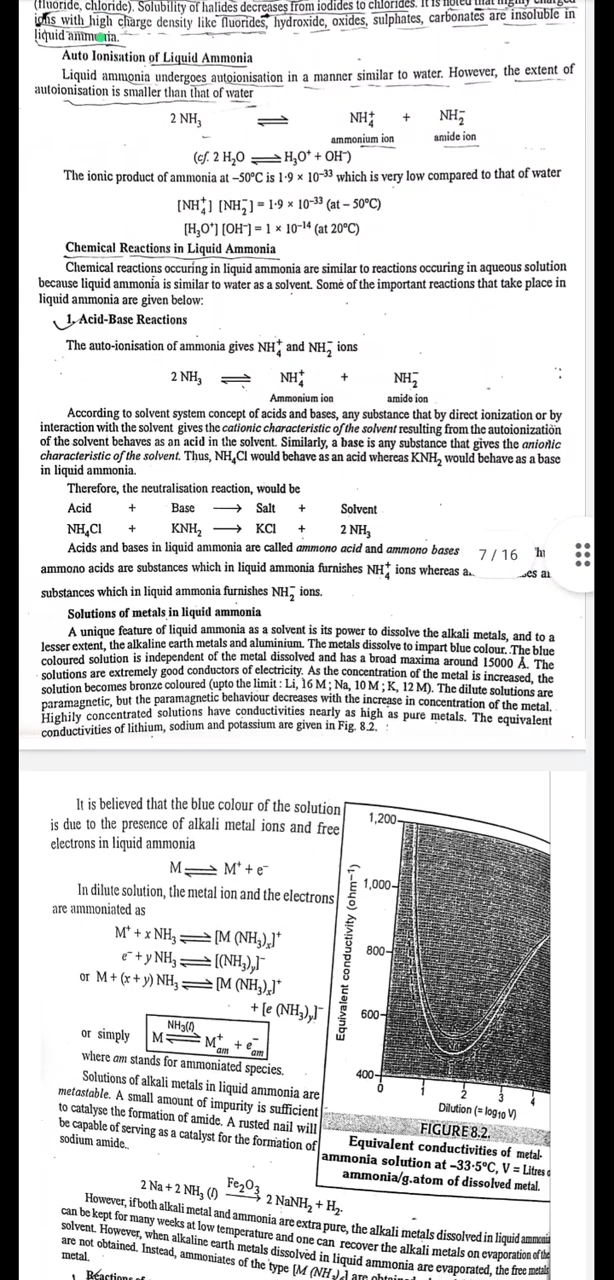 (fluoride, chloride). Solubility of halides decreases from iodides to chlorides. It is noted that highly charged
ions with high charge density like fluorides, hydroxide, oxides, sulphates, carbonates are insoluble in
liquid ammonia.
Auto Ionisation of Liquid Ammonia
Liquid ammonia undergoes autoionisation in a manner similar to water. However, the extent of
autoionisation is smaller than that of water
2 NH₃ ⇌ NH₄⁺ + NH₂⁻
ammonium ion amide ion
(cf. 2 H₂O ⇌ H₃O⁺ + OH⁻)
The ionic product of ammonia at –50°C is 1·9 × 10⁻³³ which is very low compared to that of water
[NH₄⁺] [NH₂⁻] = 1·9 × 10⁻³³ (at – 50°C)
[H₃O⁺] [OH⁻] = 1 × 10⁻¹⁴ (at 20°C)
Chemical Reactions in Liquid Ammonia
Chemical reactions occuring in liquid ammonia are similar to reactions occuring in aqueous solution
because liquid ammonia is similar to water as a solvent. Some of the important reactions that take place in
liquid ammonia are given below:
1. Acid-Base Reactions
The auto-ionisation of ammonia gives NH₄⁺ and NH₂⁻ ions
2 NH₃ ⇌ NH₄⁺ + NH₂⁻
Ammonium ion amide ion
According to solvent system concept of acids and bases, any substance that by direct ionization or by
interaction with the solvent gives the cationic characteristic of the solvent resulting from the autoionization
of the solvent behaves as an acid in the solvent. Similarly, a base is any substance that gives the anionic
characteristic of the solvent. Thus, NH₄Cl would behave as an acid whereas KNH₂ would behave as a base
in liquid ammonia.
Therefore, the neutralisation reaction, would be
Acid + Base ⟶ Salt + Solvent
NH₄Cl + KNH₂ ⟶ KCl + 2 NH₃
Acids and bases in liquid ammonia are called ammono acid and ammono bases
7 / 16
ammono acids are substances which in liquid ammonia furnishes NH₄⁺ ions whereas
substances which in liquid ammonia furnishes NH₂⁻ ions.
Solutions of metals in liquid ammonia
A unique feature of liquid ammonia as a solvent is its power to dissolve the alkali metals, and to a
lesser extent, the alkaline earth metals and aluminium. The metals dissolve to impart blue colour. The blue
coloured solution is independent of the metal dissolved and has a broad maxima around 15000 Å. The
solutions are extremely good conductors of electricity. As the concentration of the metal is increased, the
solution becomes bronze coloured (upto the limit : Li, 16 M ; Na, 10 M ; K, 12 M). The dilute solutions are
paramagnetic, but the paramagnetic behaviour decreases with the increase in concentration of the metal.
Highily concentrated solutions have conductivities nearly as high as pure metals. The equivalent
conductivities of lithium, sodium and potassium are given in Fig. 8.2.
It is believed that the blue colour of the solution
is due to the presence of alkali metal ions and free
electrons in liquid ammonia
M ⇌ M⁺ + e⁻
In dilute solution, the metal ion and the electrons
are ammoniated as
M⁺ + x NH₃ ⇌ [M (NH₃)ₓ]⁺
e⁻ + y NH₃ ⇌ [(NH₃)ᵧ]⁻
or M + (x + y) NH₃ ⇌ [M (NH₃)ₓ]⁺
+ [e (NH₃)ᵧ]⁻
or simply M ⇌ M⁺am + e⁻am
NH₃(l)
where am stands for ammoniated species.
Solutions of alkali metals in liquid ammonia are
metastable. A small amount of impurity is sufficient
to catalyse the formation of amide. A rusted nail will
be capable of serving as a catalyst for the formation of
sodium amide..
Equivalent conductivity (ohm⁻¹)
1,200
1,000
800
600
400
0 1 2 3 4
Dilution (= log₁₀ V)
FIGURE 8.2.
Equivalent conductivities of metal-
ammonia solution at –33·5°C, V = Litres
ammonia/g.atom of dissolved metal.
2 Na + 2 NH₃ (l) Fe₂O₃ ⟶ 2 NaNH₂ + H₂.
However, if both alkali metal and ammonia are extra pure, the alkali metals dissolved in liquid ammonia
can be kept for many weeks at low temperature and one can recover the alkali metals on evaporation of the
solvent. However, when alkaline earth metals dissolved in liquid ammonia are evaporated, the free metals
are not obtained. Instead, ammoniates of the type [M (NH₃)ₓ] are
metal.
1. Reactions